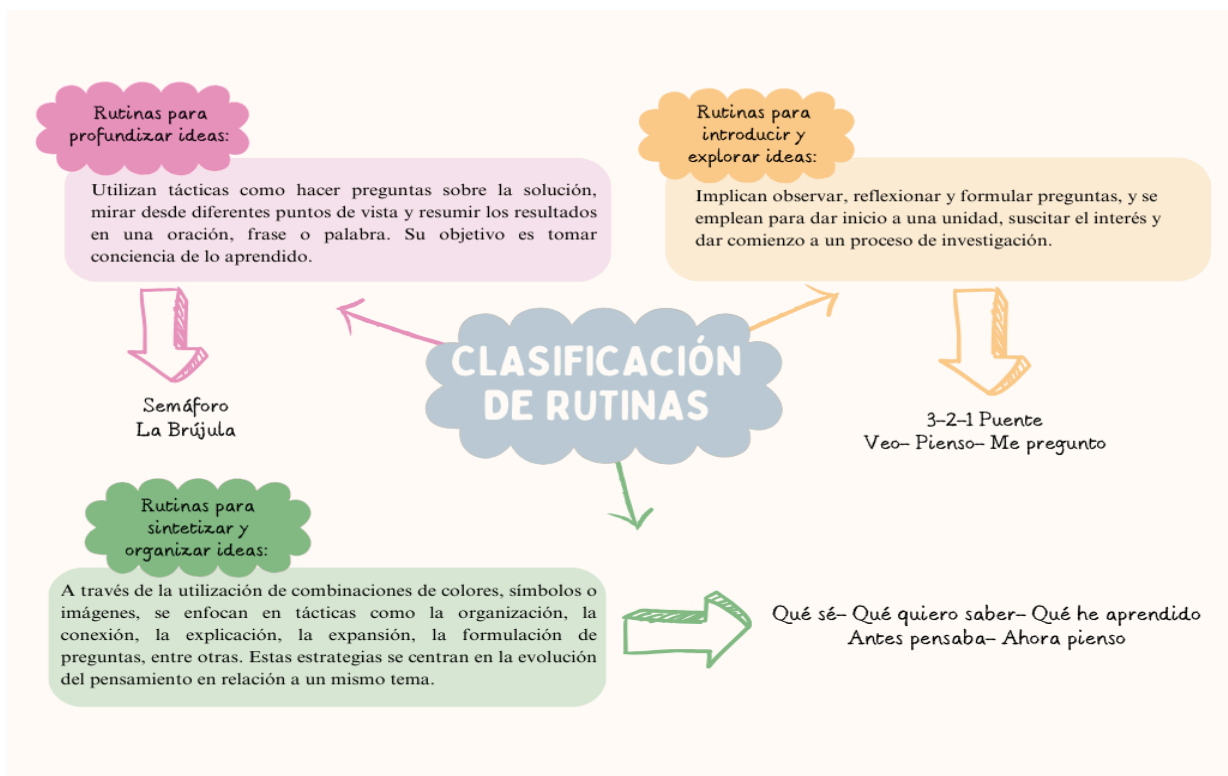 Rutinas para
profundizar ideas:
Utilizan tácticas como hacer preguntas sobre la solución,
mirar desde diferentes puntos de vista y resumir los resultados
en una oración, frase o palabra. Su objetivo es tomar
conciencia de lo aprendido.
Semáforo
La Brújula
Rutinas para
introducir y
explorar ideas:
Implican observar, reflexionar y formular preguntas, y se
emplean para dar inicio a una unidad, suscitar el interés y
dar comienzo a un proceso de investigación.
3-2-1 Puente
Veo- Pienso- Me pregunto
CLASIFICACIÓN
DE RUTINAS
Rutinas para
sintetizar y
organizar ideas:
A través de la utilización de combinaciones de colores, símbolos o
imágenes, se enfocan en tácticas como la organización, la
conexión, la explicación, la expansión, la formulación de
preguntas, entre otras. Estas estrategias se centran en la evolución
del pensamiento en relación a un mismo tema.
Qué sé- Qué quiero saber- Qué he aprendido
Antes pensaba- Ahora pienso